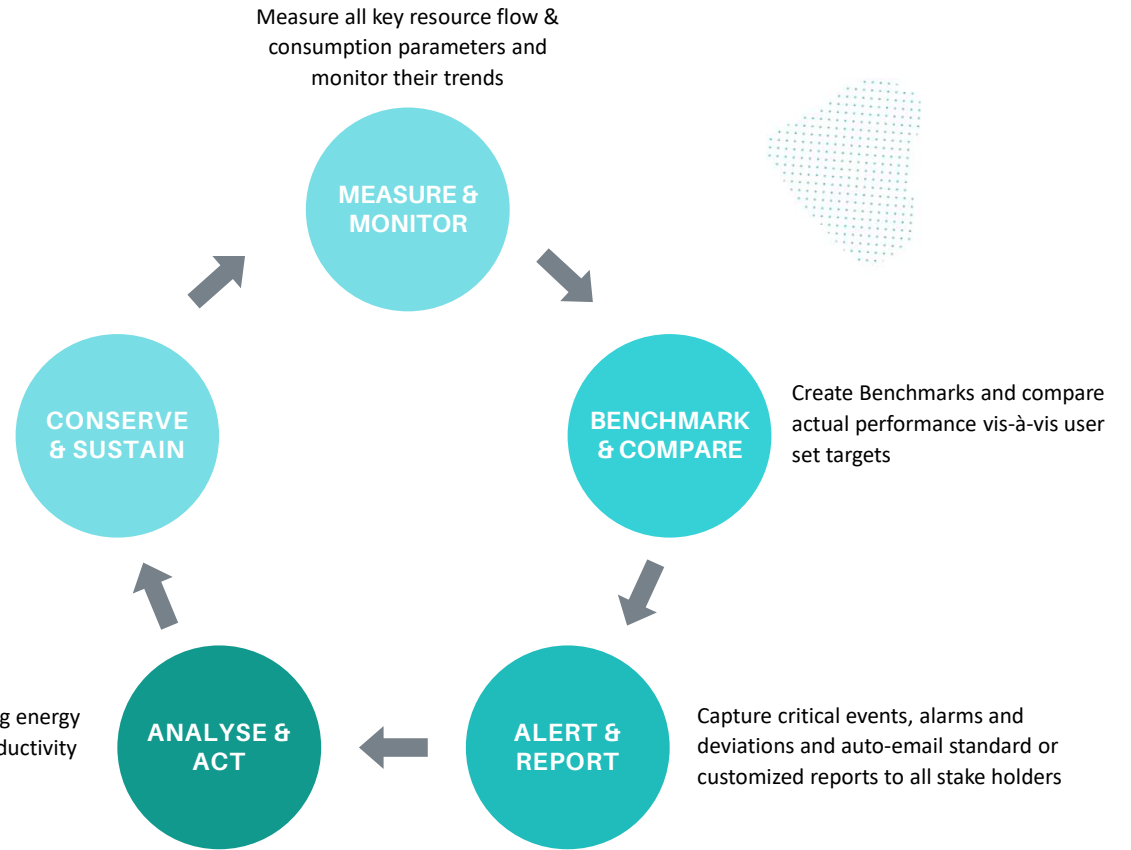 Measure all key resource flow &
consumption parameters and
monitor their trends
MEASURE &
MONITOR
BENCHMARK
& COMPARE
Create Benchmarks and compare
actual performance vis-à-vis user
set targets
ALERT &
REPORT
Capture critical events, alarms and
deviations and auto-email standard or
customized reports to all stake holders
ANALYSE &
ACT
energy
CONSERVE
& SUSTAIN